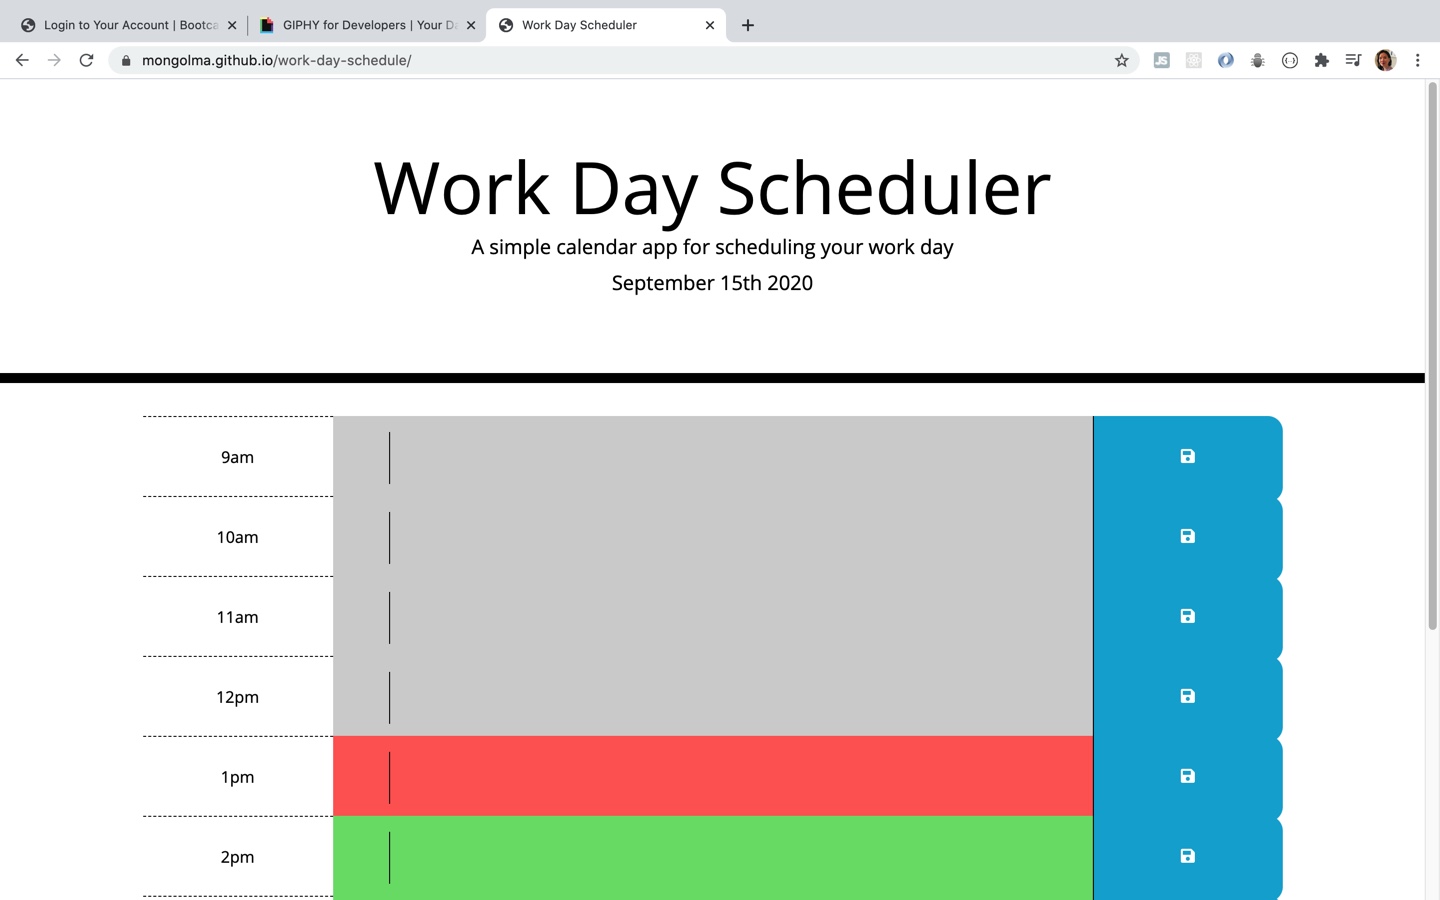 Login to Your Account | Bootca
GIPHY for Developers | Your Da
Work Day Scheduler
mongolma.github.io/work-day-schedule/
JS
Work Day Scheduler
A simple calendar app for scheduling your work day
September 15th 2020
9am
10am
11am
12pm
1pm
2pm